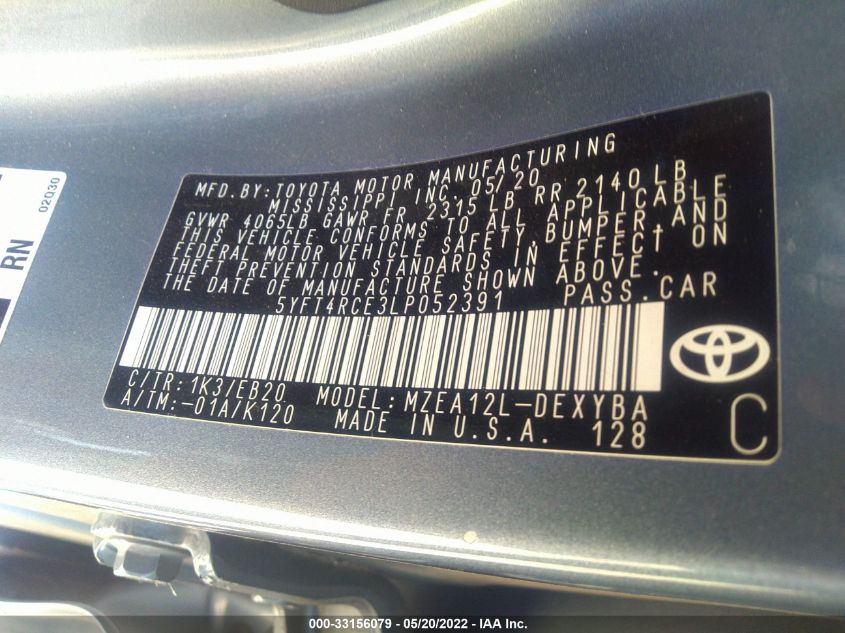 MFD. BY: TOYOTA MOTOR MANUFACTURING
MISSISSIPPI INC. 05/20
GVWR 4065LB GAWR FR 2315 LB RR 2140 LB
THIS VEHICLE CONFORMS TO ALL APPLICABLE
FEDERAL MOTOR VEHICLE SAFETY, BUMPER, AND
THEFT PREVENTION STANDARDS IN EFFECT ON
THE DATE OF MANUFACTURE SHOWN ABOVE.
5YFT4RCE3LP052391 PASS. CAR
C/TR: 1K3/EB20 MODEL: MZEA12L-DEXYBA
A/TM: -01A/K120 MADE IN U.S.A. 128
C
RN
02030
000-33156079 — 05/20/2022 — IAA Inc.